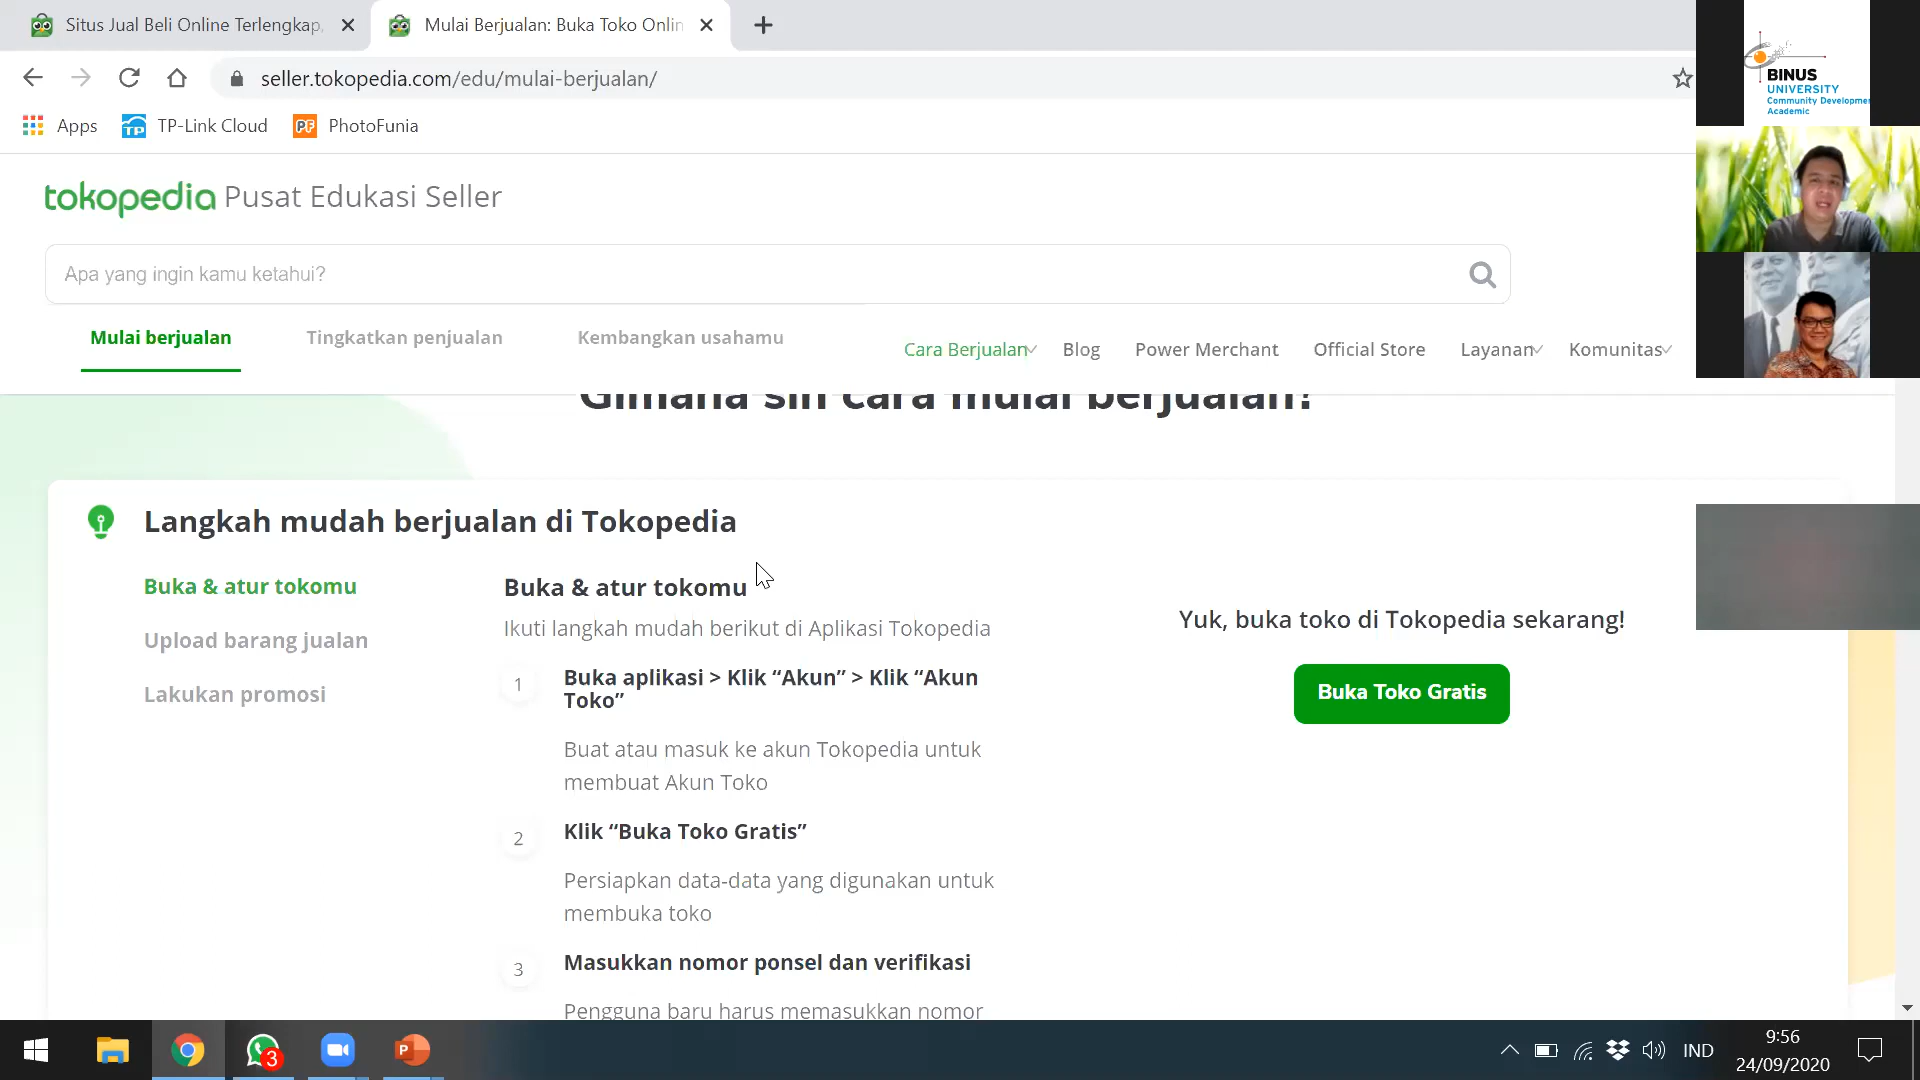 Situs Jual Beli Online Terlengkap,
Mulai Berjualan: Buka Toko Onlin
seller.tokopedia.com/edu/mulai-berjualan/
Apps
TP-Link Cloud
PhotoFunia
BINUS
UNIVERSITY
Community Developme
Academic
tokopedia Pusat Edukasi Seller
Apa yang ingin kamu ketahui?
Mulai berjualan
Tingkatkan penjualan
Kembangkan usahamu
Cara Berjualan
Blog
Power Merchant
Official Store
Layanan
Komunitas
Gimana sih cara mulai berjualan?
Langkah mudah berjualan di Tokopedia
Buka & atur tokomu
Upload barang jualan
Lakukan promosi
Buka & atur tokomu
Ikuti langkah mudah berikut di Aplikasi Tokopedia
1
Buka aplikasi > Klik “Akun” > Klik “Akun
Toko”
Buat atau masuk ke akun Tokopedia untuk
membuat Akun Toko
2
Klik “Buka Toko Gratis”
Persiapkan data-data yang digunakan untuk
membuka toko
3
Masukkan nomor ponsel dan verifikasi
Pengguna baru harus memasukkan nomor
Yuk, buka toko di Tokopedia sekarang!
Buka Toko Gratis
3
IND
9:56
24/09/2020